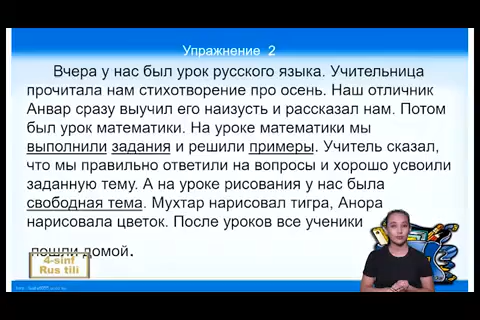 Упражнение 2
Вчера у нас был урок русского языка. Учительница
прочитала нам стихотворение про осень. Наш отличник
Анвар сразу выучил его наизусть и рассказал нам. Потом
был урок математики. На уроке математики мы
выполнили задания и решили примеры. Учитель сказал,
что мы правильно ответили на вопросы и хорошо усвоили
заданную тему. А на уроке рисования у нас была
свободная тема. Мухтар нарисовал тигра, Анора
нарисовала цветок. После уроков все ученики
пошли домой.
4-sinf
Rus tili